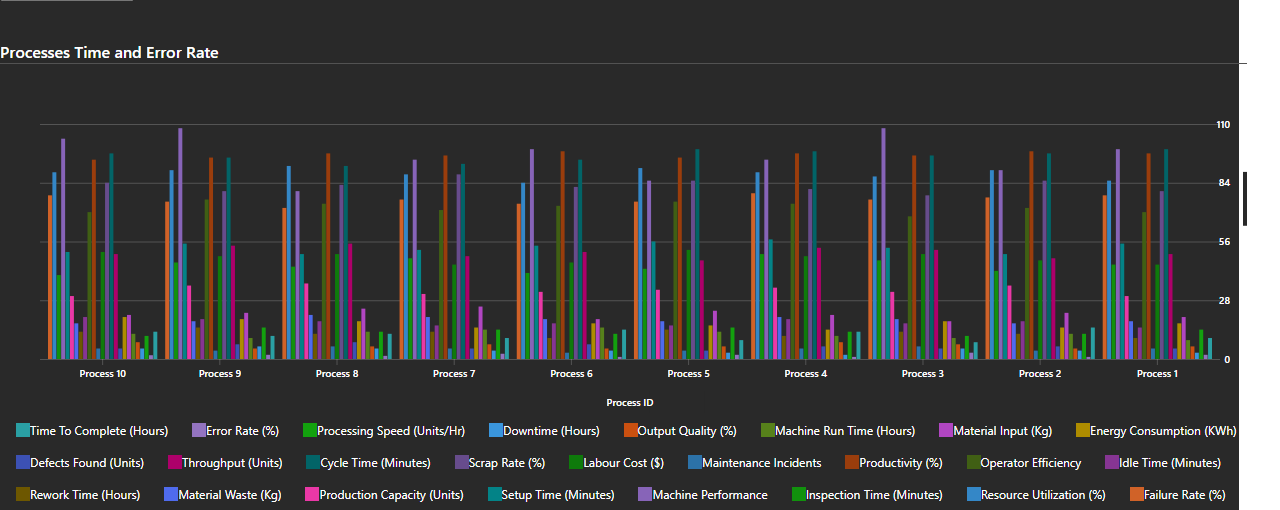 Processes Time and Error Rate
110
84
56
28
0
Process 10 Process 9 Process 8 Process 7 Process 6 Process 5 Process 4 Process 3 Process 2 Process 1
Process ID
Time To Complete (Hours) Error Rate (%) Processing Speed (Units/Hr) Downtime (Hours) Output Quality (%) Machine Run Time (Hours) Material Input (Kg) Energy Consumption (KWh)
Defects Found (Units) Throughput (Units) Cycle Time (Minutes) Scrap Rate (%) Labour Cost ($) Maintenance Incidents Productivity (%) Operator Efficiency Idle Time (Minutes)
Rework Time (Hours) Material Waste (Kg) Production Capacity (Units) Setup Time (Minutes) Machine Performance Inspection Time (Minutes) Resource Utilization (%) Failure Rate (%)